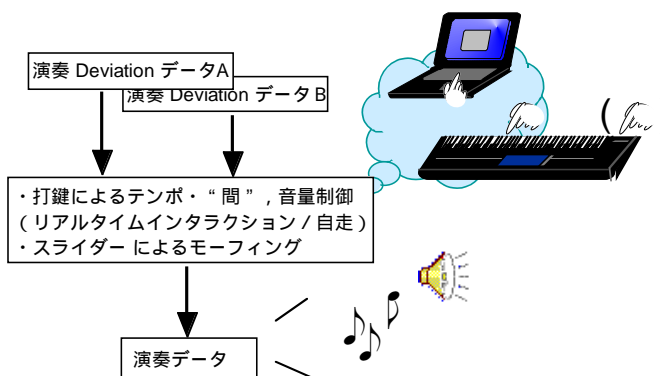 演奏 Deviation データA
演奏 Deviation データB
・打鍵によるテンポ・“間”，音量制御
（リアルタイムインタラクション／自走）
・スライダー によるモーフィング
演奏データ